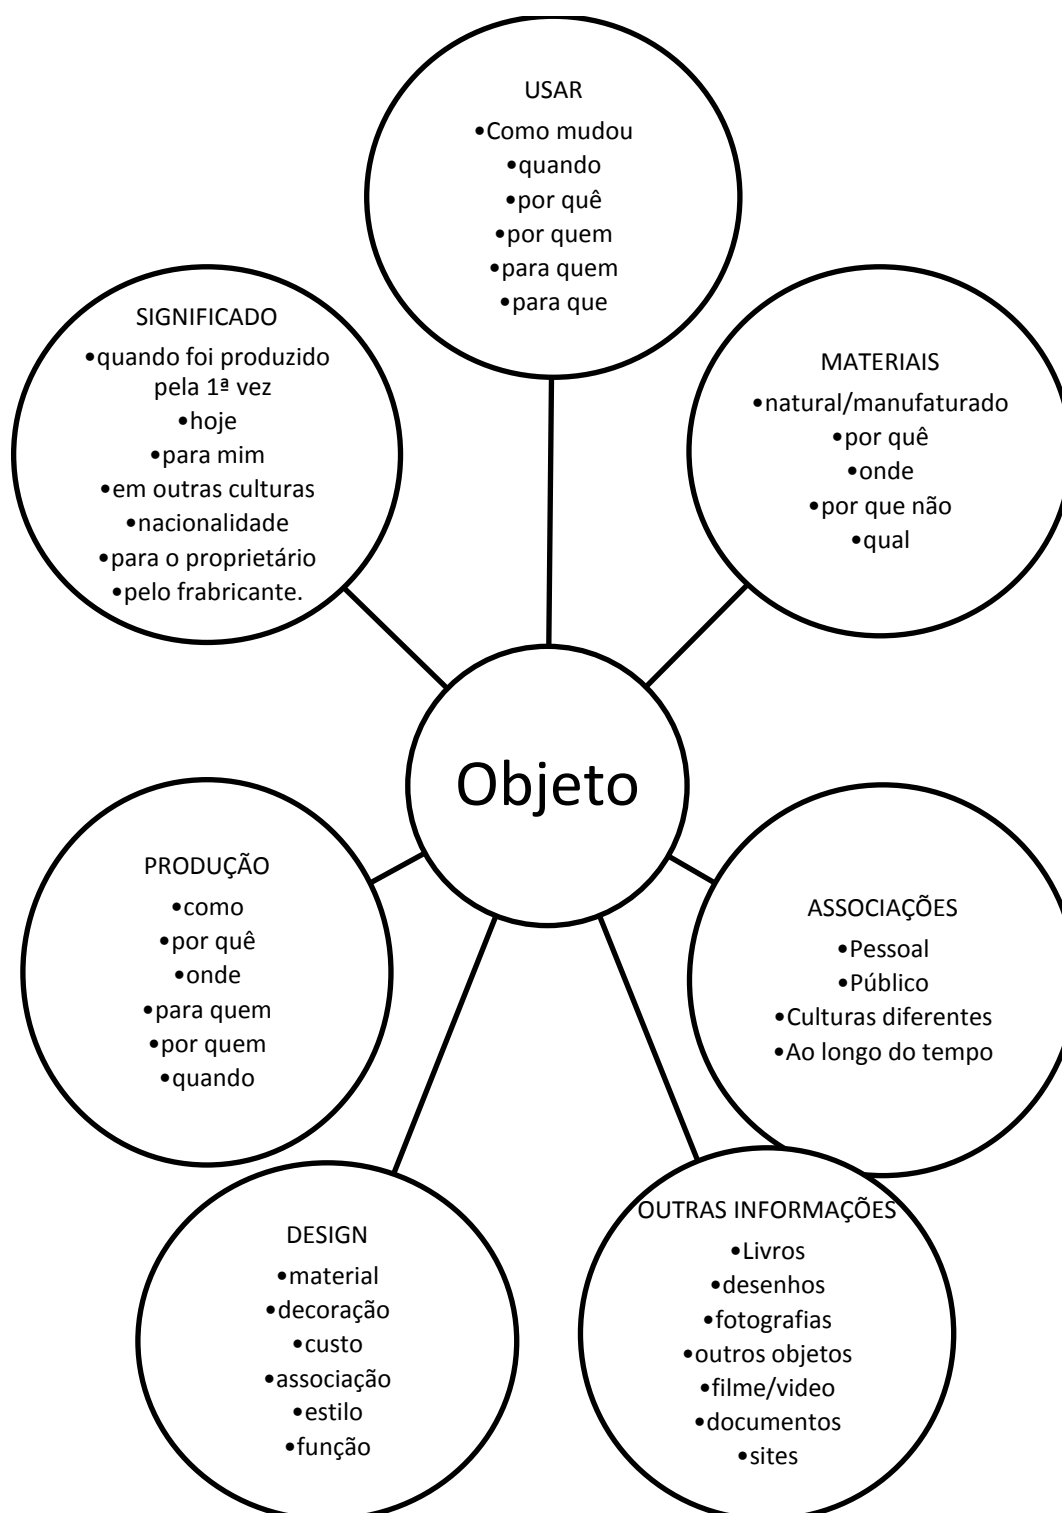 USAR
•Como mudou
•quando
•por quê
•por quem
•para quem
•para que
SIGNIFICADO
•quando foi produzido
pela 1ª vez
•hoje
•para mim
•em outras culturas
•nacionalidade
•para o proprietário
•pelo frabricante.
MATERIAIS
•natural/manufaturado
•por quê
•onde
•por que não
•qual
Objeto
PRODUÇÃO
•como
•por quê
•onde
•para quem
•por quem
•quando
ASSOCIAÇÕES
•Pessoal
•Público
•Culturas diferentes
•Ao longo do tempo
DESIGN
•material
•decoração
•custo
•associação
•estilo
•função
OUTRAS INFORMAÇÕES
•Livros
•desenhos
•fotografias
•outros objetos
•filme/video
•documentos
•sites